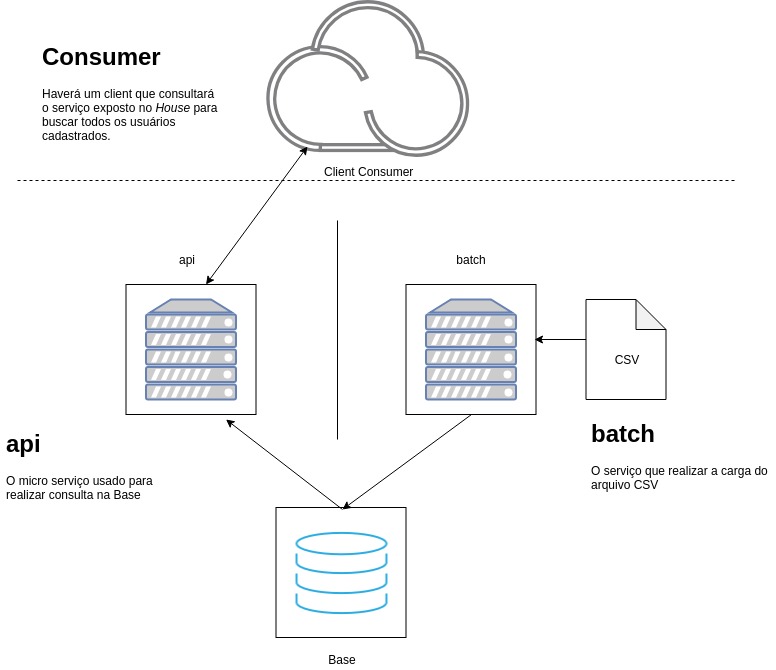 Consumer
Haverá um client que consultará
o serviço exposto no House para
buscar todos os usuários
cadastrados.
Client Consumer
api
batch
CSV
api
O micro serviço usado para
realizar consulta na Base
batch
O serviço que realizar a carga do
arquivo CSV
Base